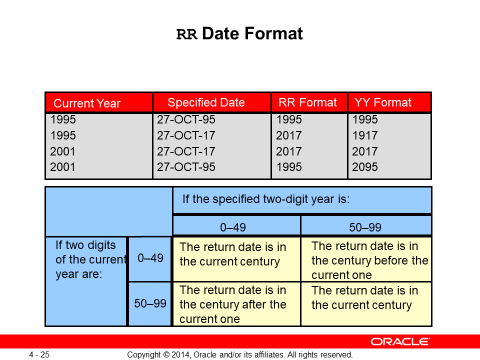 RR Date Format
Current Year Specified Date RR Format YY Format
1995 27-OCT-95 1995 1995
1995 27-OCT-17 2017 1917
2001 27-OCT-17 2017 2017
2001 27-OCT-95 1995 2095
If the specified two-digit year is:
0–49 50–99
If two digits
of the current
year are:
0–49
The return date is in
the current century
The return date is in
the century before the
current one
50–99
The return date is in
the century after the
current one
The return date is in
the current century
ORACLE
4 - 25 Copyright © 2014, Oracle and/or its affiliates. All rights reserved.